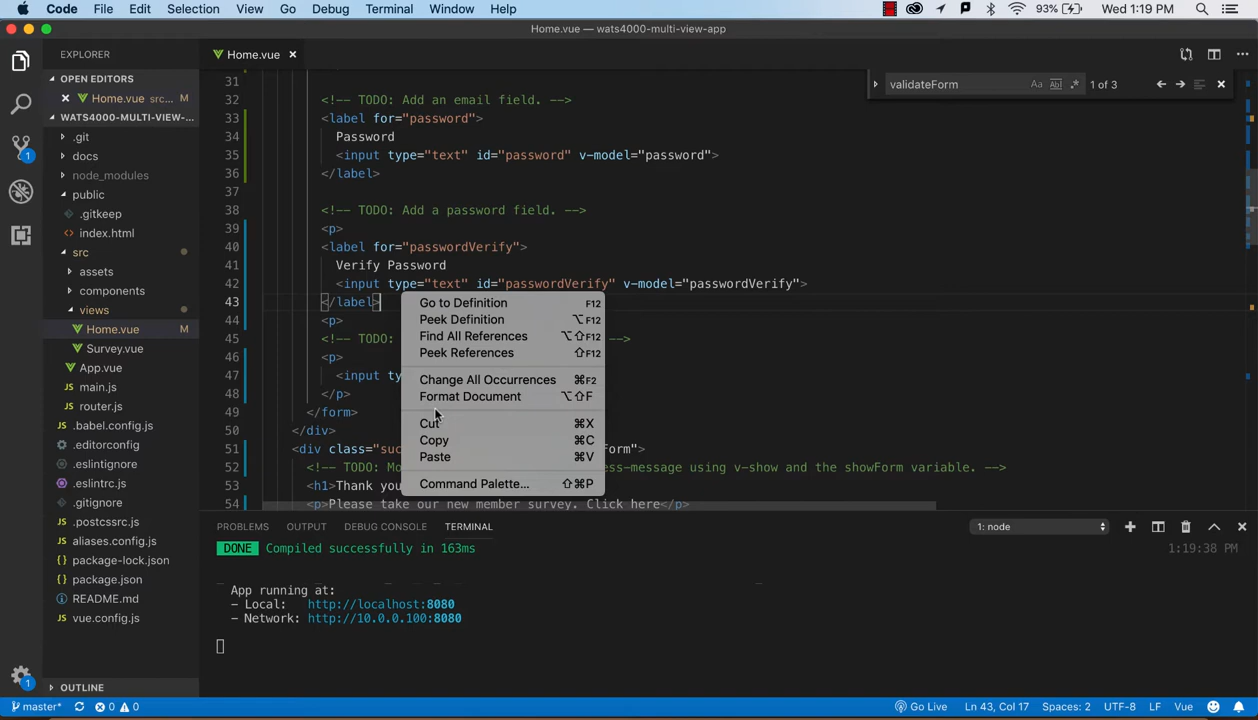 Code File Edit Selection View Go Debug Terminal Window Help 93% Wed 1:19 PM
Home.vue — wats4000-multi-view-app
EXPLORER
OPEN EDITORS
Home.vue src... M
WATS4000-MULTI-VIEW-...
.git
docs
node_modules
public
.gitkeep
index.html
src
assets
components
views
Home.vue M
Survey.vue
App.vue
main.js
router.js
.babel.config.js
.editorconfig
.eslintignore
.eslintrc.js
.gitignore
.postcssrc.js
aliases.config.js
package-lock.json
package.json
README.md
vue.config.js
OUTLINE
1
1
Home.vue
validateForm Aa Abl .* 1 of 3
31
32 <!-- TODO: Add an email field. -->
33 <label for="password">
34 Password
35 <input type="text" id="password" v-model="password">
36 </label>
37
38 <!-- TODO: Add a password field. -->
39 <p>
40 <label for="passwordVerify">
41 Verify Password
42 <input type="text" id="passwordVerify" v-model="passwordVerify">
43 </label>
44 <p>
45 <!-- TODO: -->
46 <p>
47 <input ty
48 </p>
49 </form>
50 </div>
51 <div class="suc Form">
52 <!-- TODO: Mo ess-message using v-show and the showForm variable. -->
53 <h1>Thank you
54 <p>Please take our new member survey. Click here</p>
Go to Definition F12
Peek Definition ⌥F12
Find All References ⌥⇧F12
Peek References ⇧F12
Change All Occurrences ⌘F2
Format Document ⌥⇧F
Cut ⌘X
Copy ⌘C
Paste ⌘V
Command Palette... ⇧⌘P
PROBLEMS OUTPUT DEBUG CONSOLE TERMINAL 1: node
DONE Compiled successfully in 163ms 1:19:38 PM
App running at:
- Local: http://localhost:8080
- Network: http://10.0.0.100:8080
master* 0 0 Go Live Ln 43, Col 17 Spaces: 2 UTF-8 LF Vue